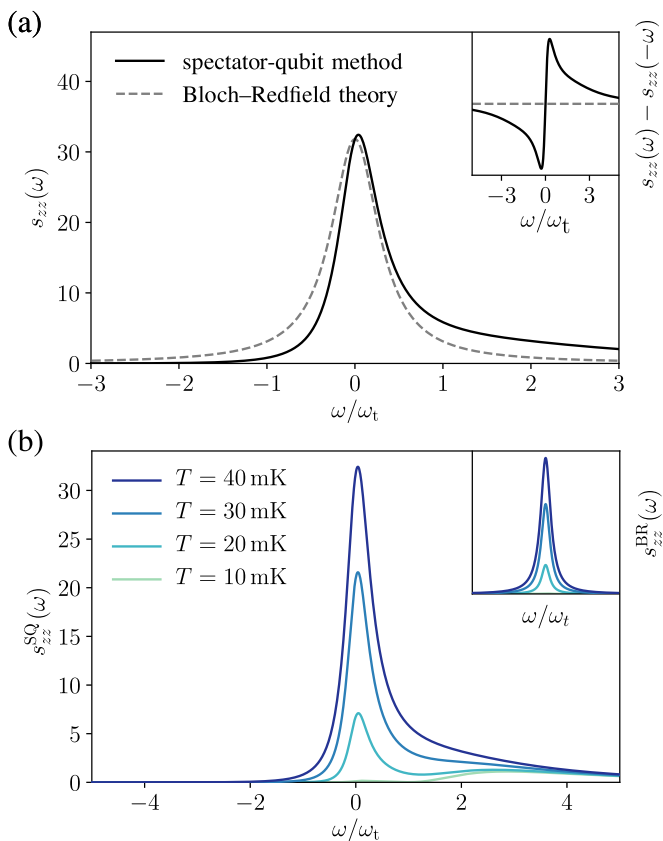 (a)
spectator-qubit method
Bloch–Redfield theory
s_zz(ω)
40
30
20
10
0
−3 −2 −1 0 1 2 3
ω/ω_t
s_zz(ω) − s_zz(−ω)
−3 0 3
ω/ω_t
(b)
T = 40 mK
T = 30 mK
T = 20 mK
T = 10 mK
s_zz^SQ(ω)
30
25
20
15
10
5
0
−4 −2 0 2 4
ω/ω_t
s_zz^BR(ω)
ω/ω_t